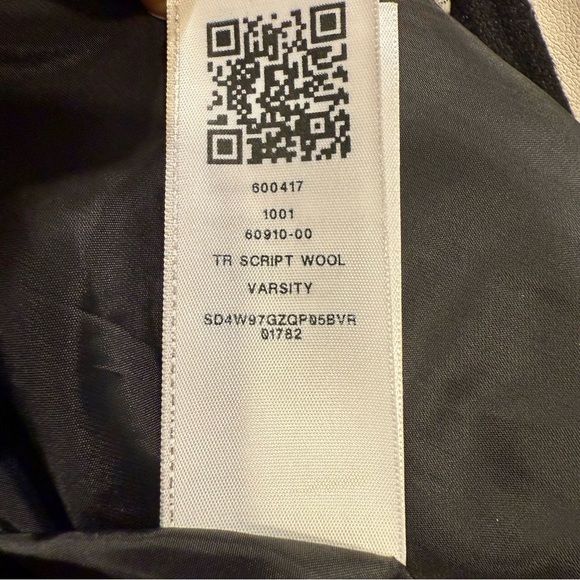 600417
1001
60910-00
TR SCRIPT WOOL
VARSITY
SD4W97GZQP05BVR
01782